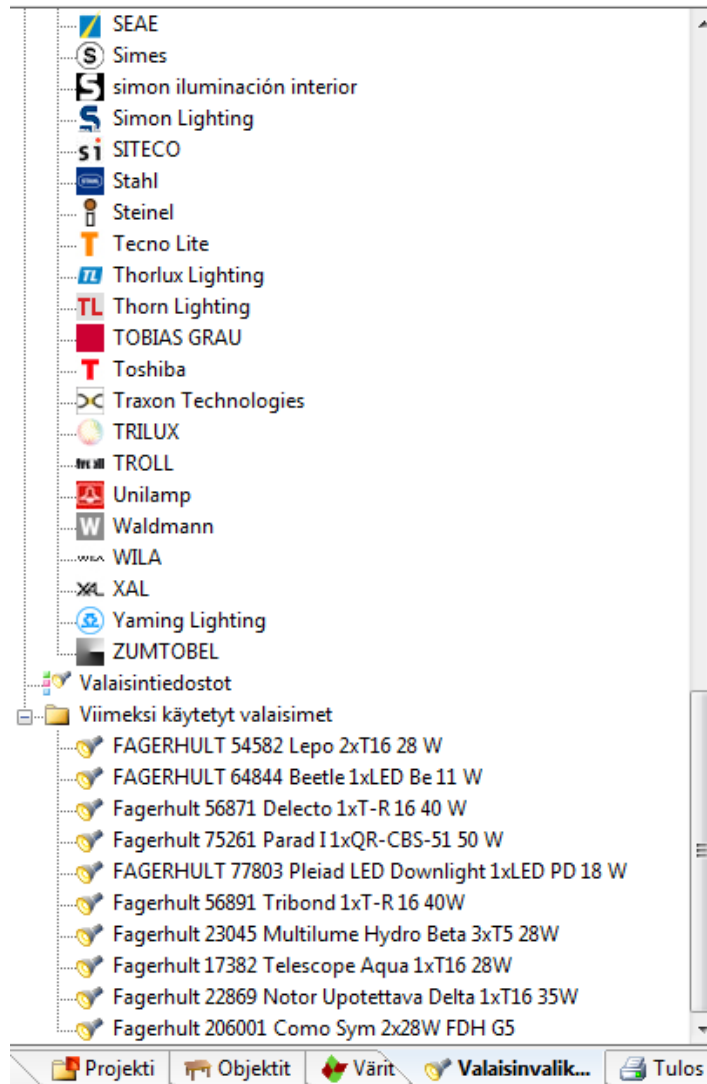 SEAE
S Simes
S simon iluminación interior
S Simon Lighting
si SITECO
STAHL Stahl
Steinel
T Tecno Lite
TL Thorlux Lighting
TL Thorn Lighting
TOBIAS GRAU
T Toshiba
Traxon Technologies
TRILUX
TROLL
Unilamp
W Waldmann
WILA
XAL XAL
Yaming Lighting
ZUMTOBEL
Valaisintiedostot
Viimeksi käytetyt valaisimet
FAGERHULT 54582 Lepo 2xT16 28 W
FAGERHULT 64844 Beetle 1xLED Be 11 W
Fagerhult 56871 Delecto 1xT-R 16 40 W
Fagerhult 75261 Parad I 1xQR-CBS-51 50 W
FAGERHULT 77803 Pleiad LED Downlight 1xLED PD 18 W
Fagerhult 56891 Tribond 1xT-R 16 40W
Fagerhult 23045 Multilume Hydro Beta 3xT5 28W
Fagerhult 17382 Telescope Aqua 1xT16 28W
Fagerhult 22869 Notor Upotettava Delta 1xT16 35W
Fagerhult 206001 Como Sym 2x28W FDH G5
Projekti Objektit Värit Valaisinvalik... Tulos